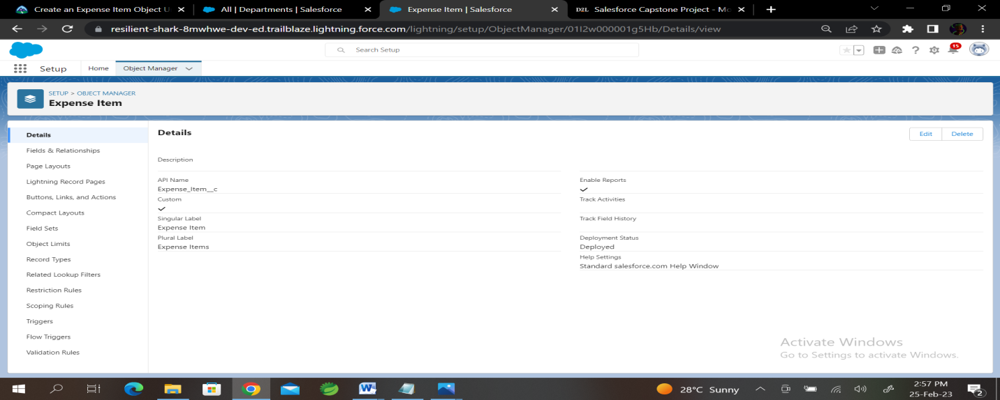 Create an Expense Item Object U
All | Departments | Salesforce
Expense Item | Salesforce
D2L Salesforce Capstone Project - Mo
resilient-shark-8mwhwe-dev-ed.trailblaze.lightning.force.com/lightning/setup/ObjectManager/01I2w000001g5Hb/Details/view
Search Setup
15
Setup
Home
Object Manager
SETUP > OBJECT MANAGER
Expense Item
Details
Fields & Relationships
Page Layouts
Lightning Record Pages
Buttons, Links, and Actions
Compact Layouts
Field Sets
Object Limits
Record Types
Related Lookup Filters
Restriction Rules
Scoping Rules
Triggers
Flow Triggers
Validation Rules
Details
Edit
Delete
Description
API Name
Expense_Item__c
Custom
Singular Label
Expense Item
Plural Label
Expense Items
Enable Reports
Track Activities
Track Field History
Deployment Status
Deployed
Help Settings
Standard salesforce.com Help Window
Activate Windows
Go to Settings to activate Windows.
28°C Sunny
2:57 PM
25-Feb-23
2